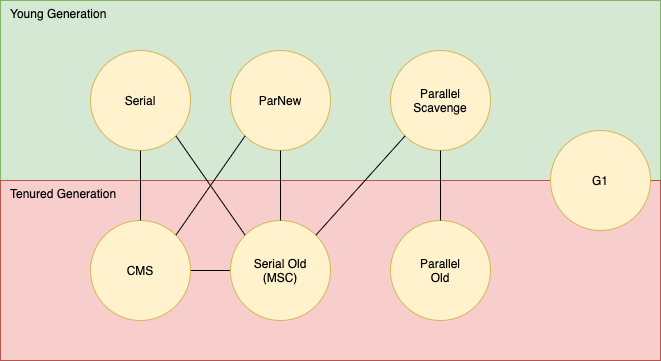 Young Generation
Serial
ParNew
Parallel
Scavenge
G1
Tenured Generation
CMS
Serial Old
(MSC)
Parallel
Old